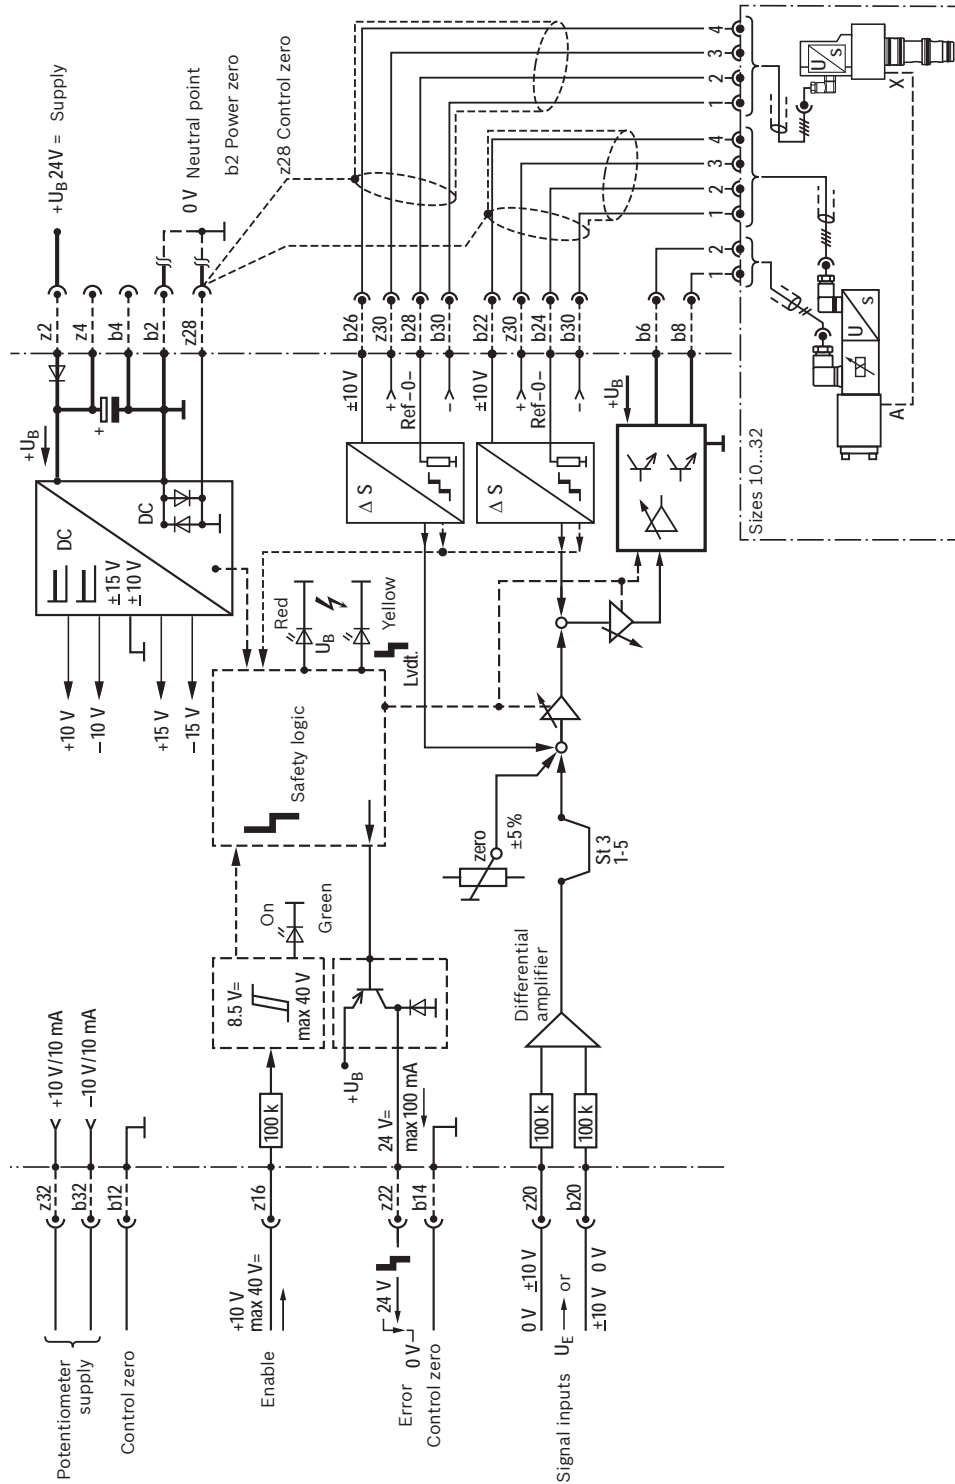 Potentiometer
supply
Control zero
Enable
Error
Control zero
Signal inputs
U_E
or
+10 V
max 40 V=
24 V
0 V
0 V ±10 V
±10 V 0 V
z32
b32
b12
z16
z22
b14
z20
b20
+10 V/10 mA
–10 V/10 mA
100 k
24 V=
max 100 mA
100 k
100 k
8.5 V=
max 40 V
On
Green
+U_B
Differential
amplifier
St 3
1-5
zero
±5%
Safety logic
Red
U_B
Yellow
Lvdt.
+10 V
–10 V
+15 V
–15 V
DC
±15 V
±10 V
DC
+U_B
+
z2
z4
b4
b2
z28
+U_B 24V = Supply
0 V Neutral point
b2 Power zero
z28 Control zero
Δ S
±10 V
+
Ref –0–
–
b26
z30
b28
b30
Δ S
±10 V
+
Ref –0–
–
b22
z30
b24
b30
+U_B
b6
b8
4
3
2
1
4
3
2
1
2
1
Sizes 10...32
U
S
X
U
S
A